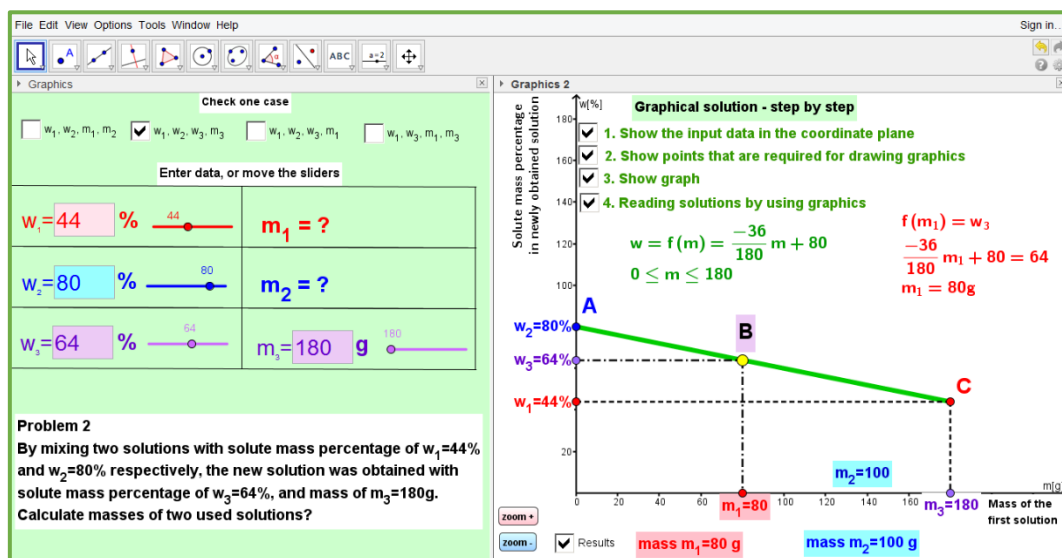 File Edit View Options Tools Window Help
Sign in...
A
ABC
a=2
Graphics
Check one case
w₁, w₂, m₁, m₂
w₁, w₂, w₃, m₃
w₁, w₂, w₃, m₁
w₁, w₃, m₁, m₃
Enter data, or move the sliders
w₁=44 %
44
m₁ = ?
w₂=80 %
80
m₂ = ?
w₃=64 %
64
m₃=180 g
180
Problem 2
By mixing two solutions with solute mass percentage of w₁=44%
and w₂=80% respectively, the new solution was obtained with
solute mass percentage of w₃=64%, and mass of m₃=180g.
Calculate masses of two used solutions?
Graphics 2
Solute mass percentage
in newly obtained solution
w[%]
Graphical solution - step by step
1. Show the input data in the coordinate plane
2. Show points that are required for drawing graphics
3. Show graph
4. Reading solutions by using graphics
w = f (m) = −36/180 m + 80
0 ≤ m ≤ 180
f (m₁) = w₃
−36/180 m₁ + 80 = 64
m₁ = 80g
180
160
140
120
100
20
A
B
C
w₂=80%
w₃=64%
w₁=44%
m₂=100
0 20 40 60 80 100 120 140 160
m[g]
m₁=80
m₃=180
Mass of the
first solution
zoom +
zoom -
Results
mass m₁=80 g
mass m₂=100 g